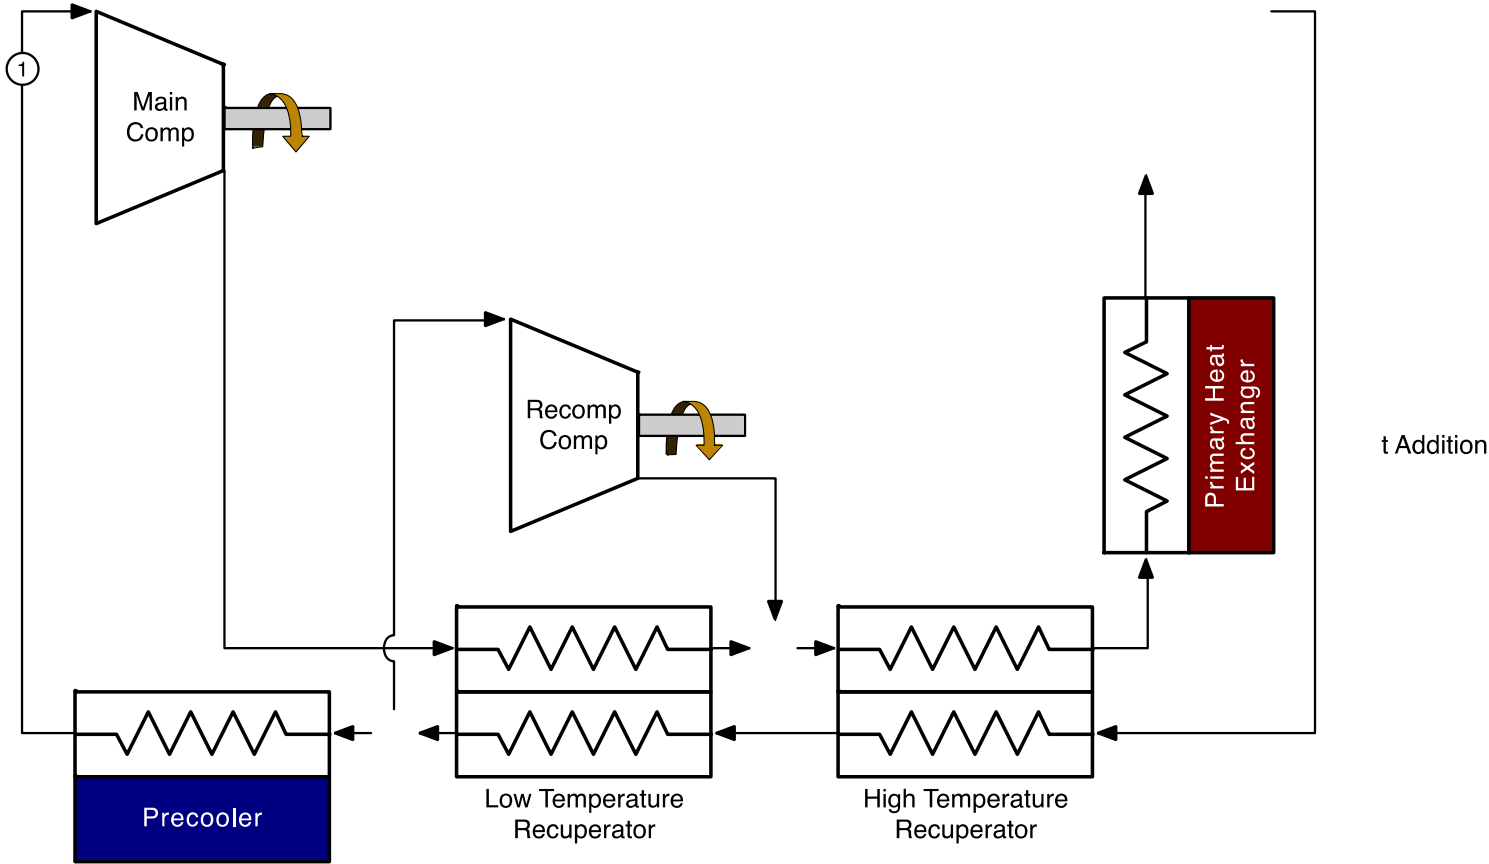 1
Main
Comp
Recomp
Comp
Primary Heat
Exchanger
t Addition
Low Temperature
Recuperator
High Temperature
Recuperator
Precooler